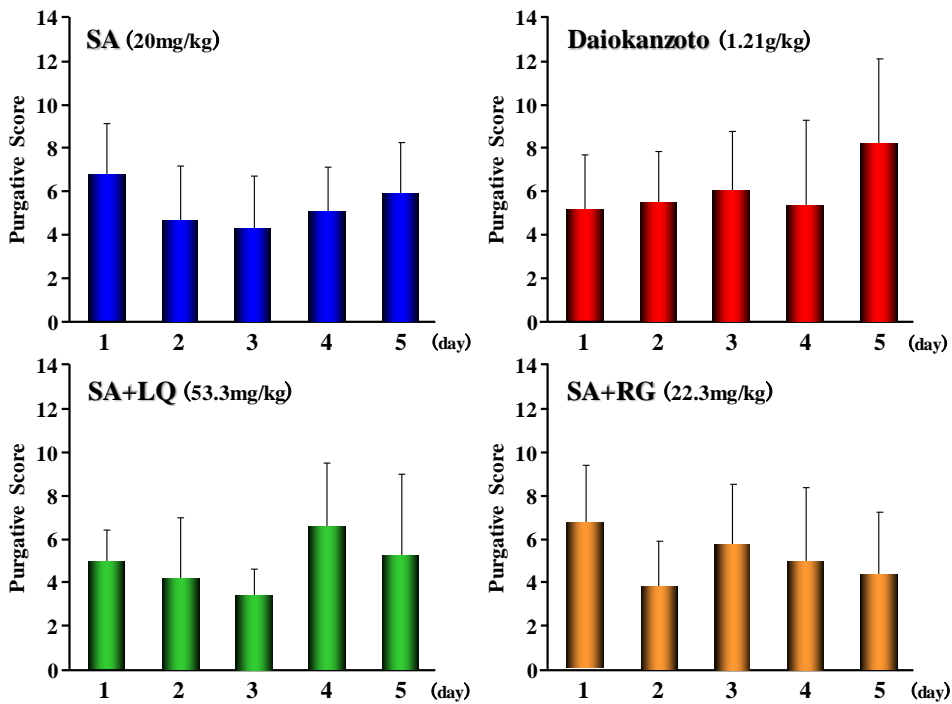 SA (20mg/kg)
Purgative Score
14
12
10
8
6
4
2
0
1 2 3 4 5 (day)
Daiokanzoto (1.21g/kg)
Purgative Score
14
12
10
8
6
4
2
0
1 2 3 4 5 (day)
SA+LQ (53.3mg/kg)
Purgative Score
14
12
10
8
6
4
2
0
1 2 3 4 5 (day)
SA+RG (22.3mg/kg)
Purgative Score
14
12
10
8
6
4
2
0
1 2 3 4 5 (day)